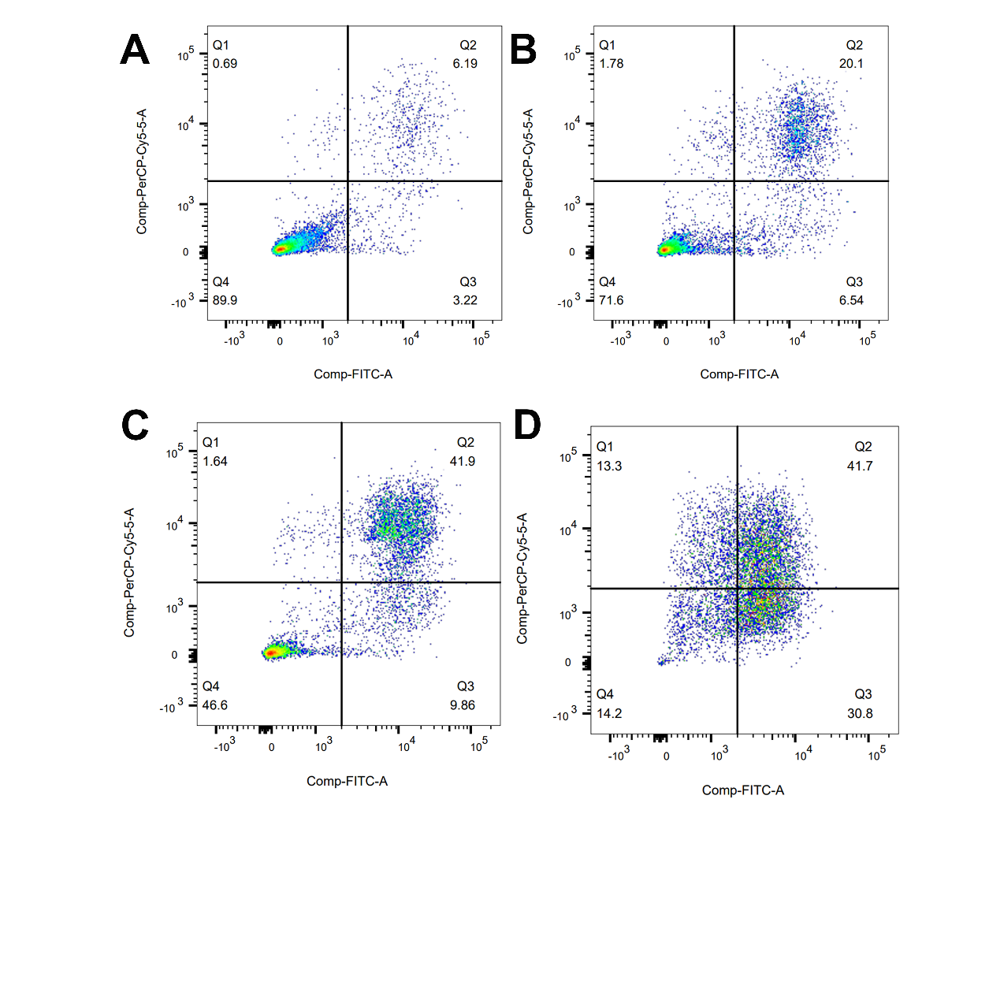 A
Q1
0.69
Q2
6.19
10^5
10^4
10^3
0
-10^3
Q4
89.9
Q3
3.22
-10^3 0 10^3 10^4 10^5
Comp-PerCP-Cy5-5-A
Comp-FITC-A
B
Q1
1.78
Q2
20.1
10^5
10^4
10^3
0
-10^3
Q4
71.6
Q3
6.54
-10^3 0 10^3 10^4 10^5
Comp-PerCP-Cy5-5-A
Comp-FITC-A
C
Q1
1.64
Q2
41.9
10^5
10^4
10^3
0
-10^3
Q4
46.6
Q3
9.86
-10^3 0 10^3 10^4 10^5
Comp-PerCP-Cy5-5-A
Comp-FITC-A
D
Q1
13.3
Q2
41.7
10^5
10^4
10^3
0
-10^3
Q4
14.2
Q3
30.8
-10^3 0 10^3 10^4 10^5
Comp-PerCP-Cy5-5-A
Comp-FITC-A